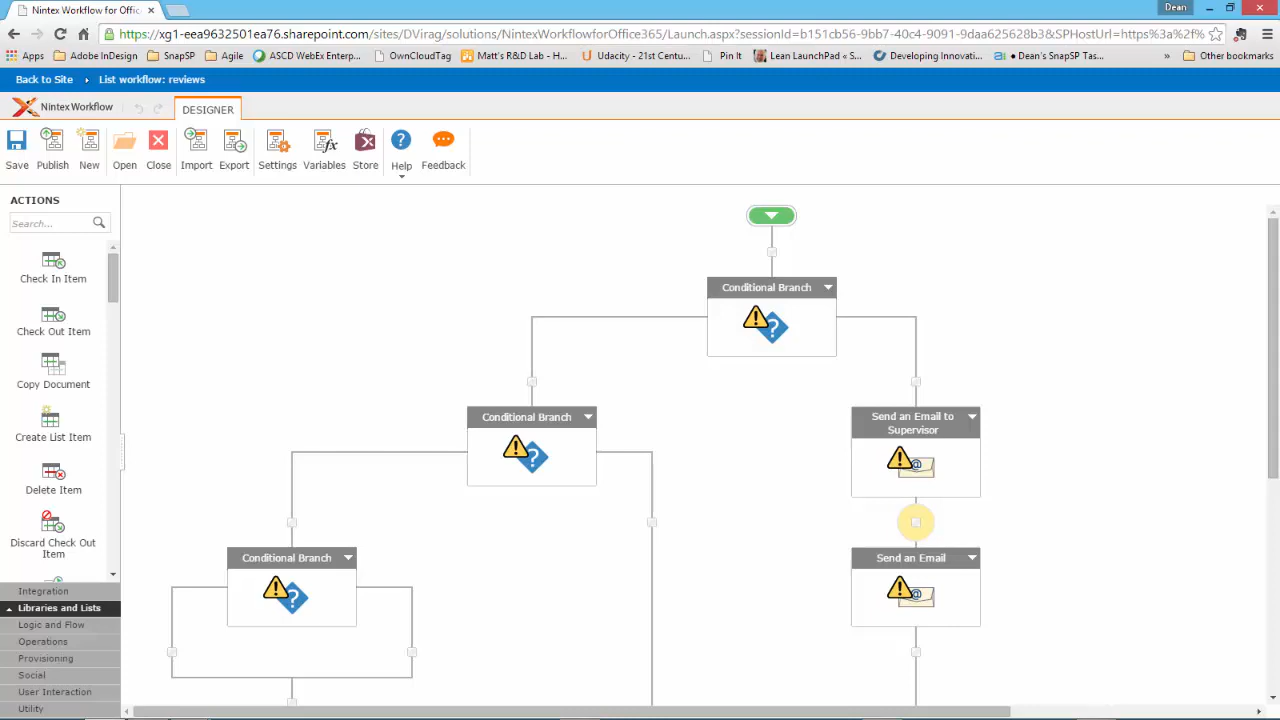 Nintex Workflow for Offic
Dean
https://xg1-eea9632501ea76.sharepoint.com/sites/DVirag/solutions/NintexWorkflowforOffice365/Launch.aspx?sessionId=b151cb56-9bb7-40c4-9091-9daa625628b3&SPHostUrl=https%3a%2f%
Apps Adobe InDesign SnapSP Agile ASCD WebEx Enterp... OwnCloudTag Matt's R&D Lab - H... Udacity - 21st Centu... Pin It Lean LaunchPad « S... Developing Innovati... Dean's SnapSP Tas... » Other bookmarks
Back to Site List workflow: reviews
Nintex Workflow DESIGNER
Save Publish New Open Close Import Export Settings Variables Store Help Feedback
ACTIONS
Search...
Check In Item
Check Out Item
Copy Document
Create List Item
Delete Item
Discard Check Out
Item
Integration
Libraries and Lists
Logic and Flow
Operations
Provisioning
Social
User Interaction
Utility
Conditional Branch
Conditional Branch
Send an Email to
Supervisor
Conditional Branch
Send an Email